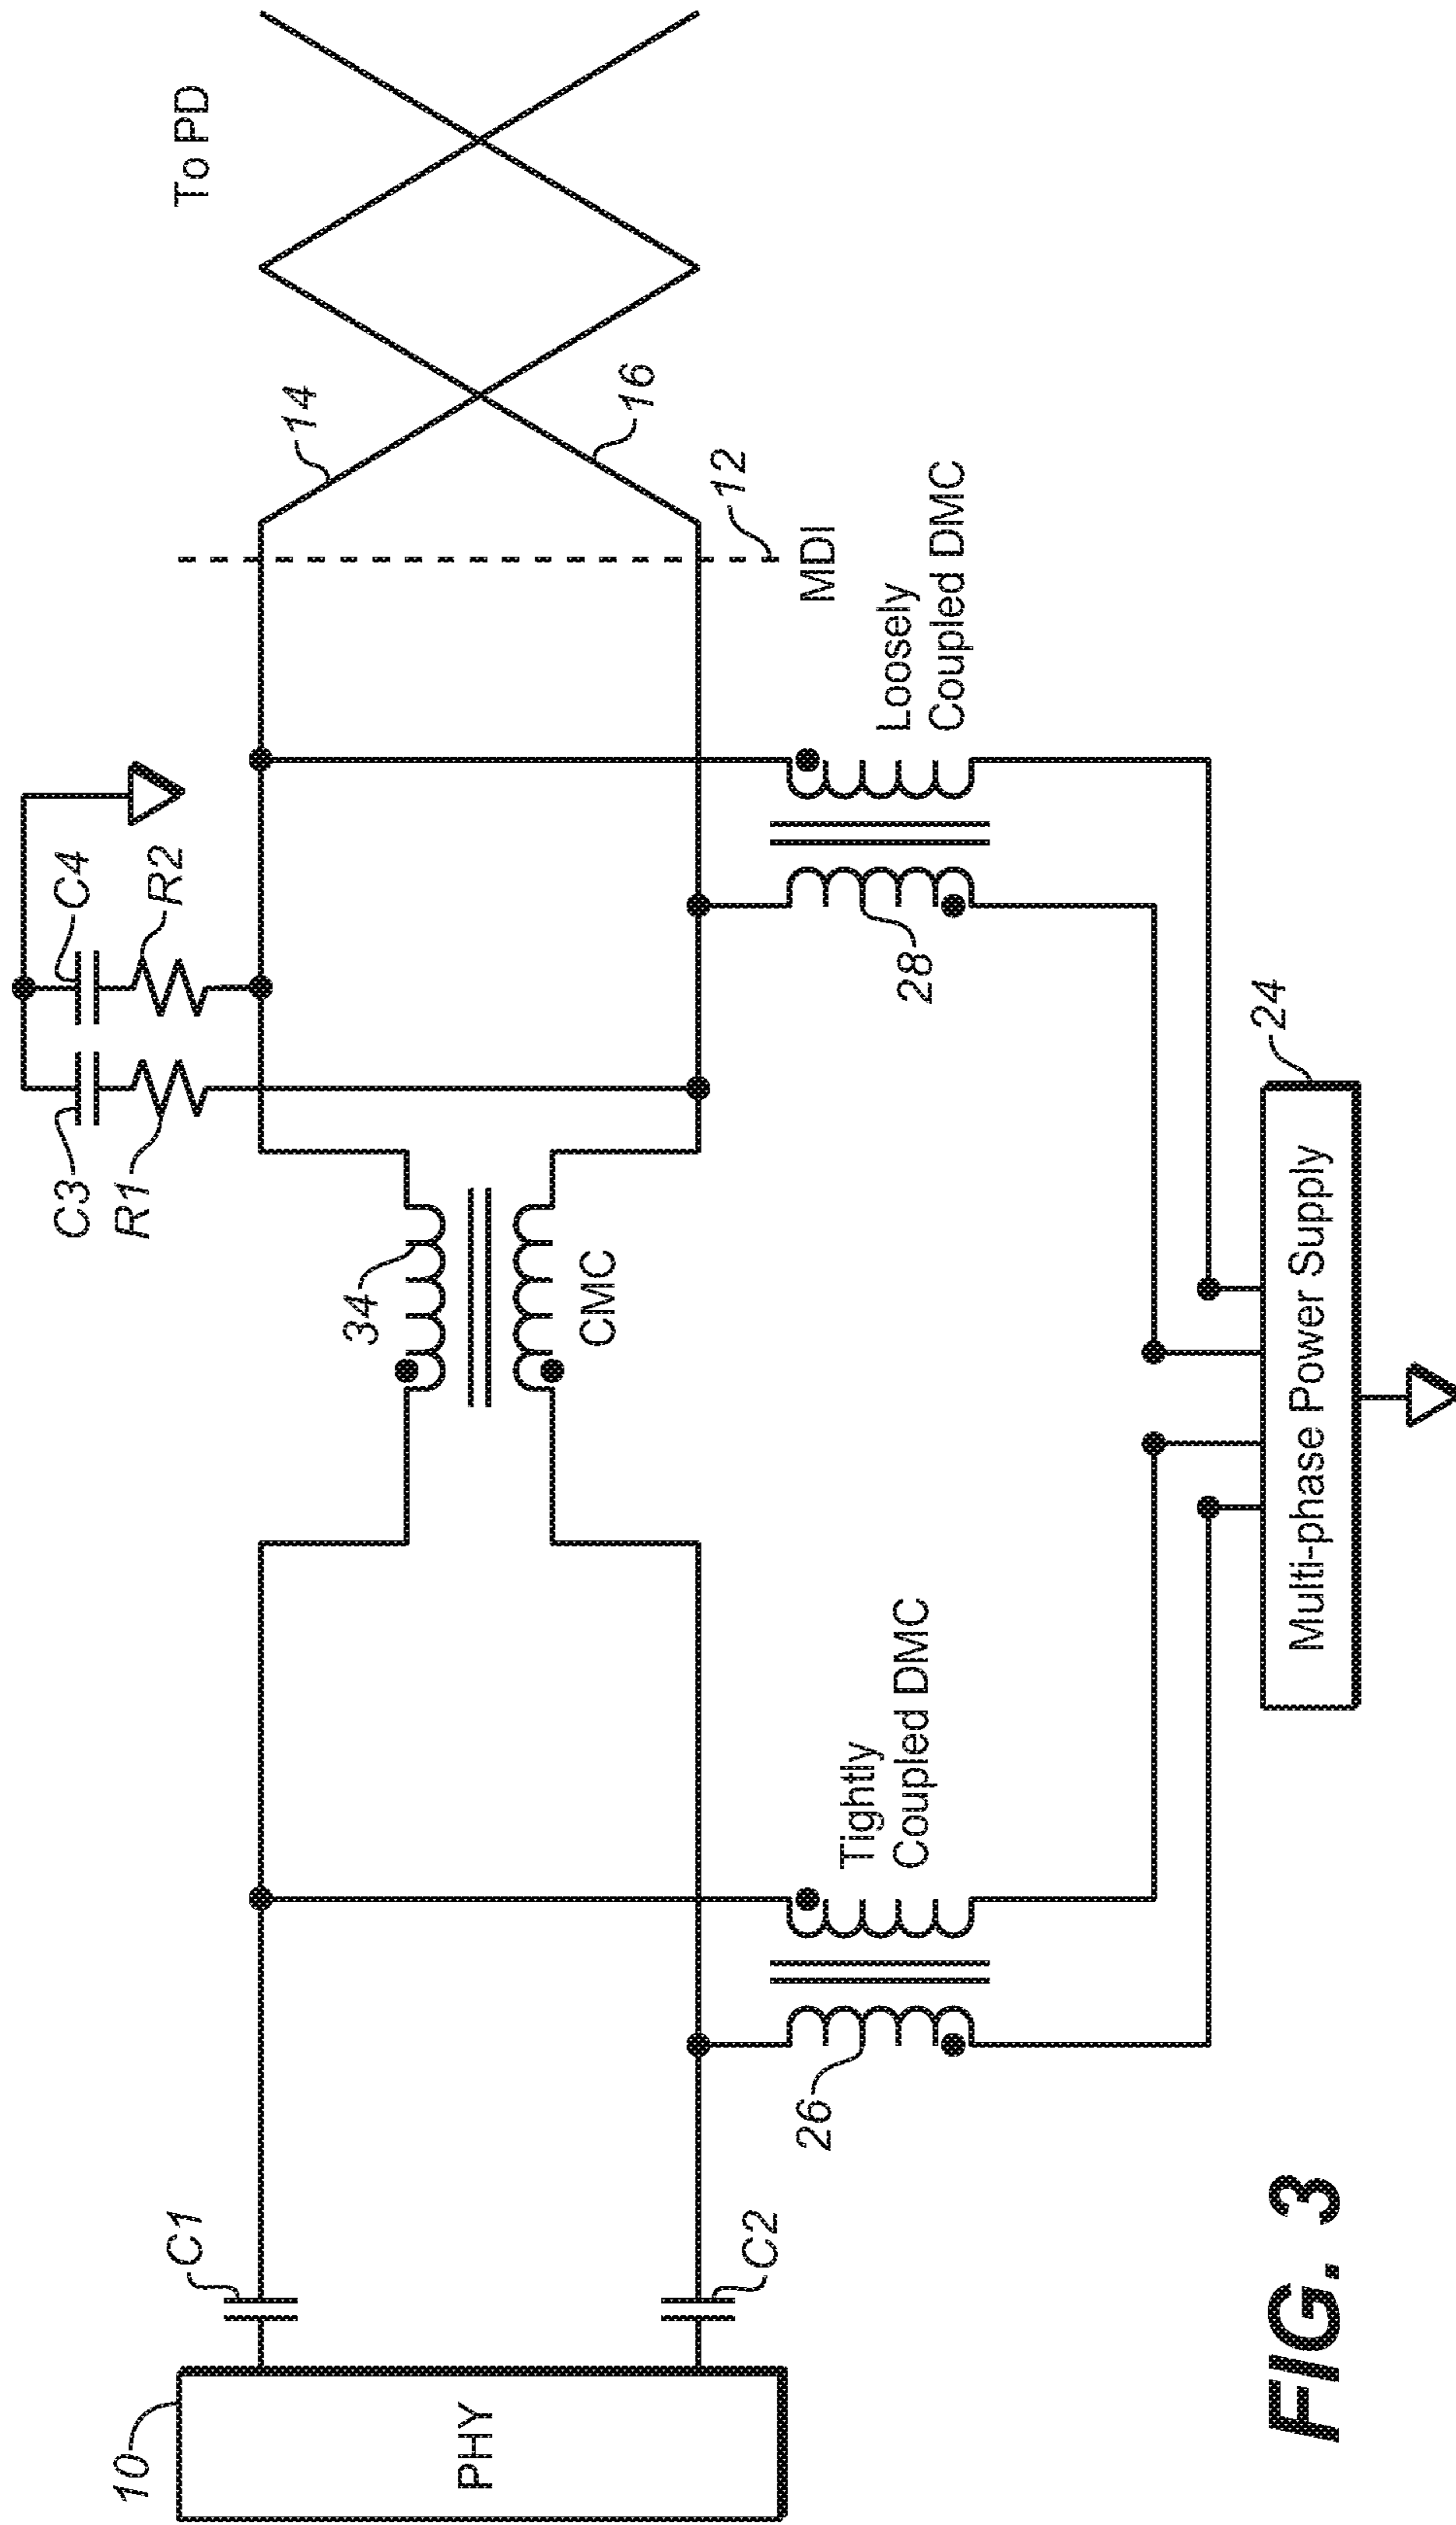 C3
C4
R1
R2
To PD
14
16
12
MDI
34
CMC
C1
C2
10
PHY
26
Tightly
Coupled DMC
28
Loosely
Coupled DMC
24
Multi-phase Power Supply
FIG. 3